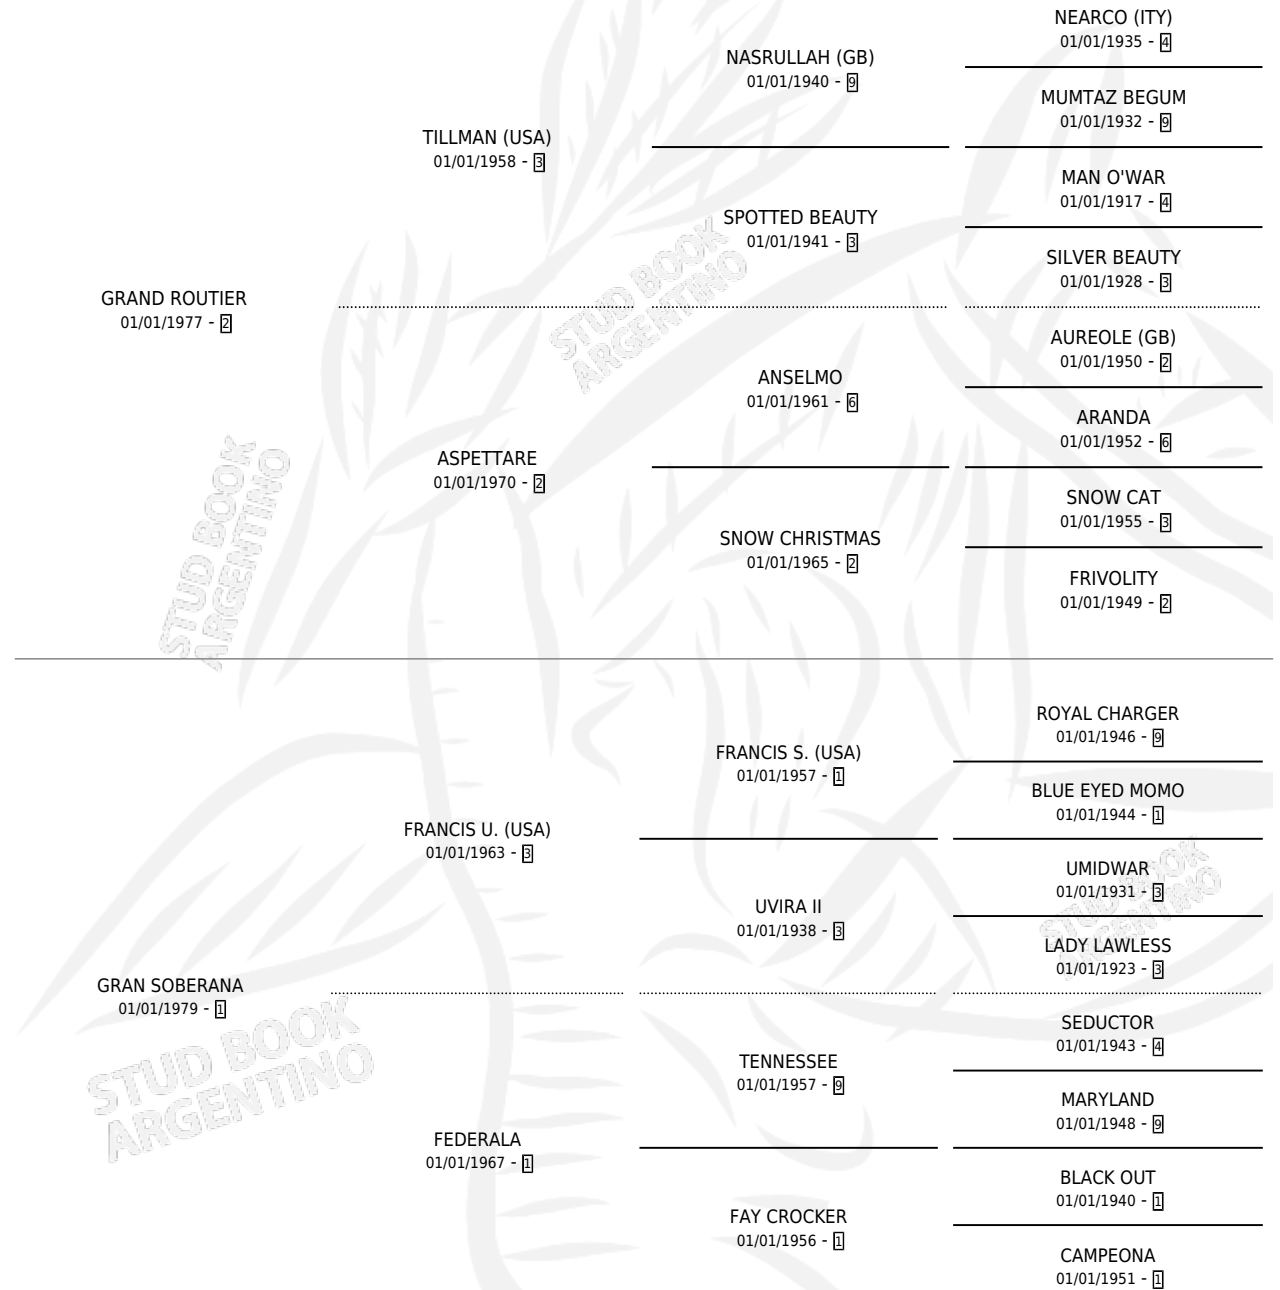 NEARCO (ITY)
01/01/1935 - 4
NASRULLAH (GB)
01/01/1940 - 9
MUMTAZ BEGUM
01/01/1932 - 9
TILLMAN (USA)
01/01/1958 - 3
MAN O'WAR
01/01/1917 - 4
SPOTTED BEAUTY
01/01/1941 - 3
SILVER BEAUTY
01/01/1928 - 3
GRAND ROUTIER
01/01/1977 - 2
AUREOLE (GB)
01/01/1950 - 2
ANSELMO
01/01/1961 - 6
ARANDA
01/01/1952 - 6
ASPETTARE
01/01/1970 - 2
SNOW CAT
01/01/1955 - 3
SNOW CHRISTMAS
01/01/1965 - 2
FRIVOLITY
01/01/1949 - 2
STUD BOOK
ARGENTINO
STUD BOOK
ARGENTINO
ROYAL CHARGER
01/01/1946 - 9
FRANCIS S. (USA)
01/01/1957 - 1
BLUE EYED MOMO
01/01/1944 - 1
FRANCIS U. (USA)
01/01/1963 - 3
UMIDWAR
01/01/1931 - 3
UVIRA II
01/01/1938 - 3
LADY LAWLESS
01/01/1923 - 3
GRAN SOBERANA
01/01/1979 - 1
SEDUCTOR
01/01/1943 - 4
TENNESSEE
01/01/1957 - 9
MARYLAND
01/01/1948 - 9
FEDERALA
01/01/1967 - 1
BLACK OUT
01/01/1940 - 1
FAY CROCKER
01/01/1956 - 1
CAMPEONA
01/01/1951 - 1
STUD BOOK
ARGENTINO
STUD BOOK
ARGENTINO